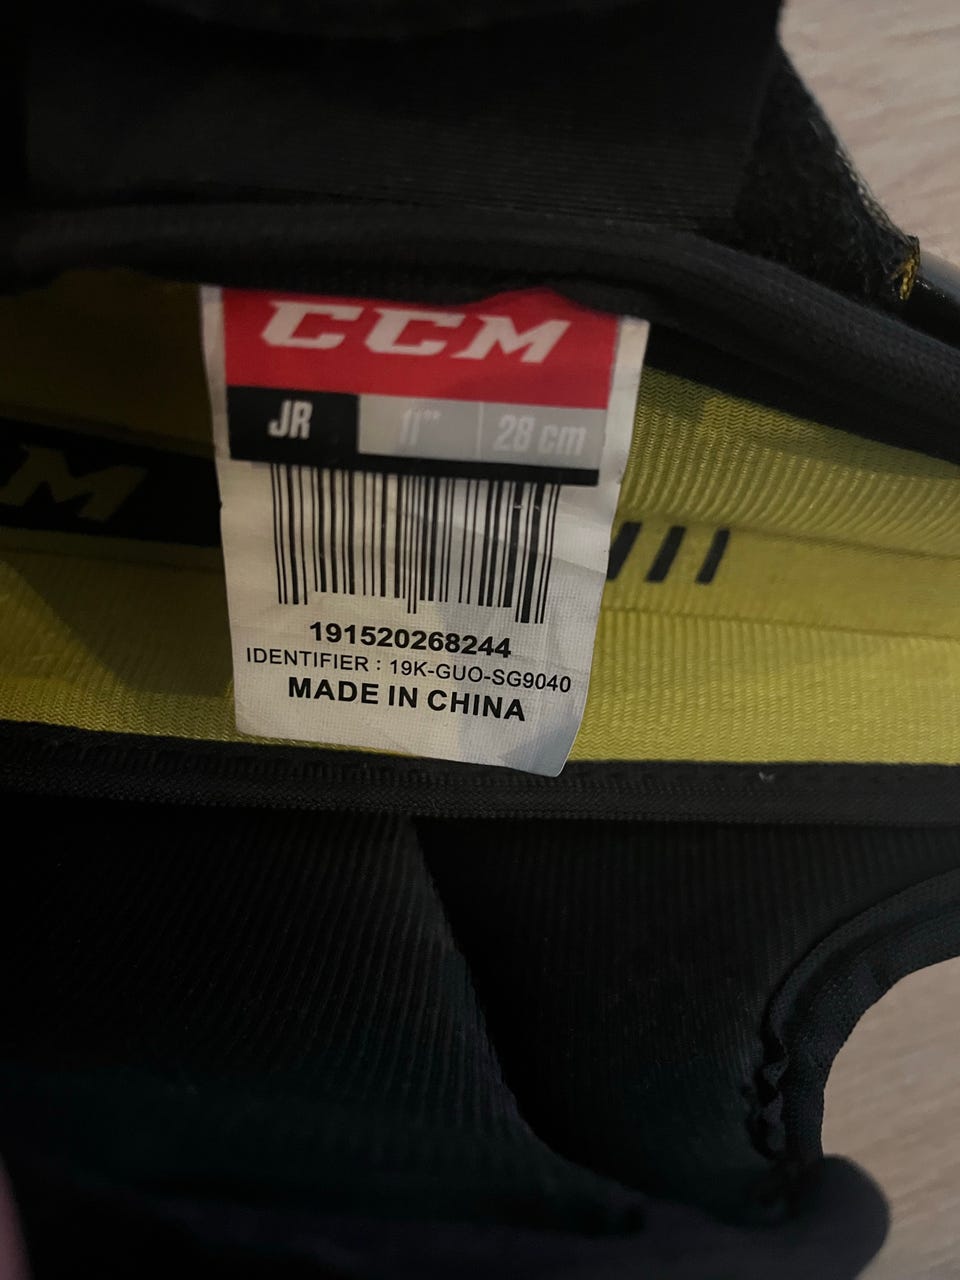 CCM
JR 11" 28 cm
M
191520268244
IDENTIFIER : 19K-GUO-SG9040
MADE IN CHINA